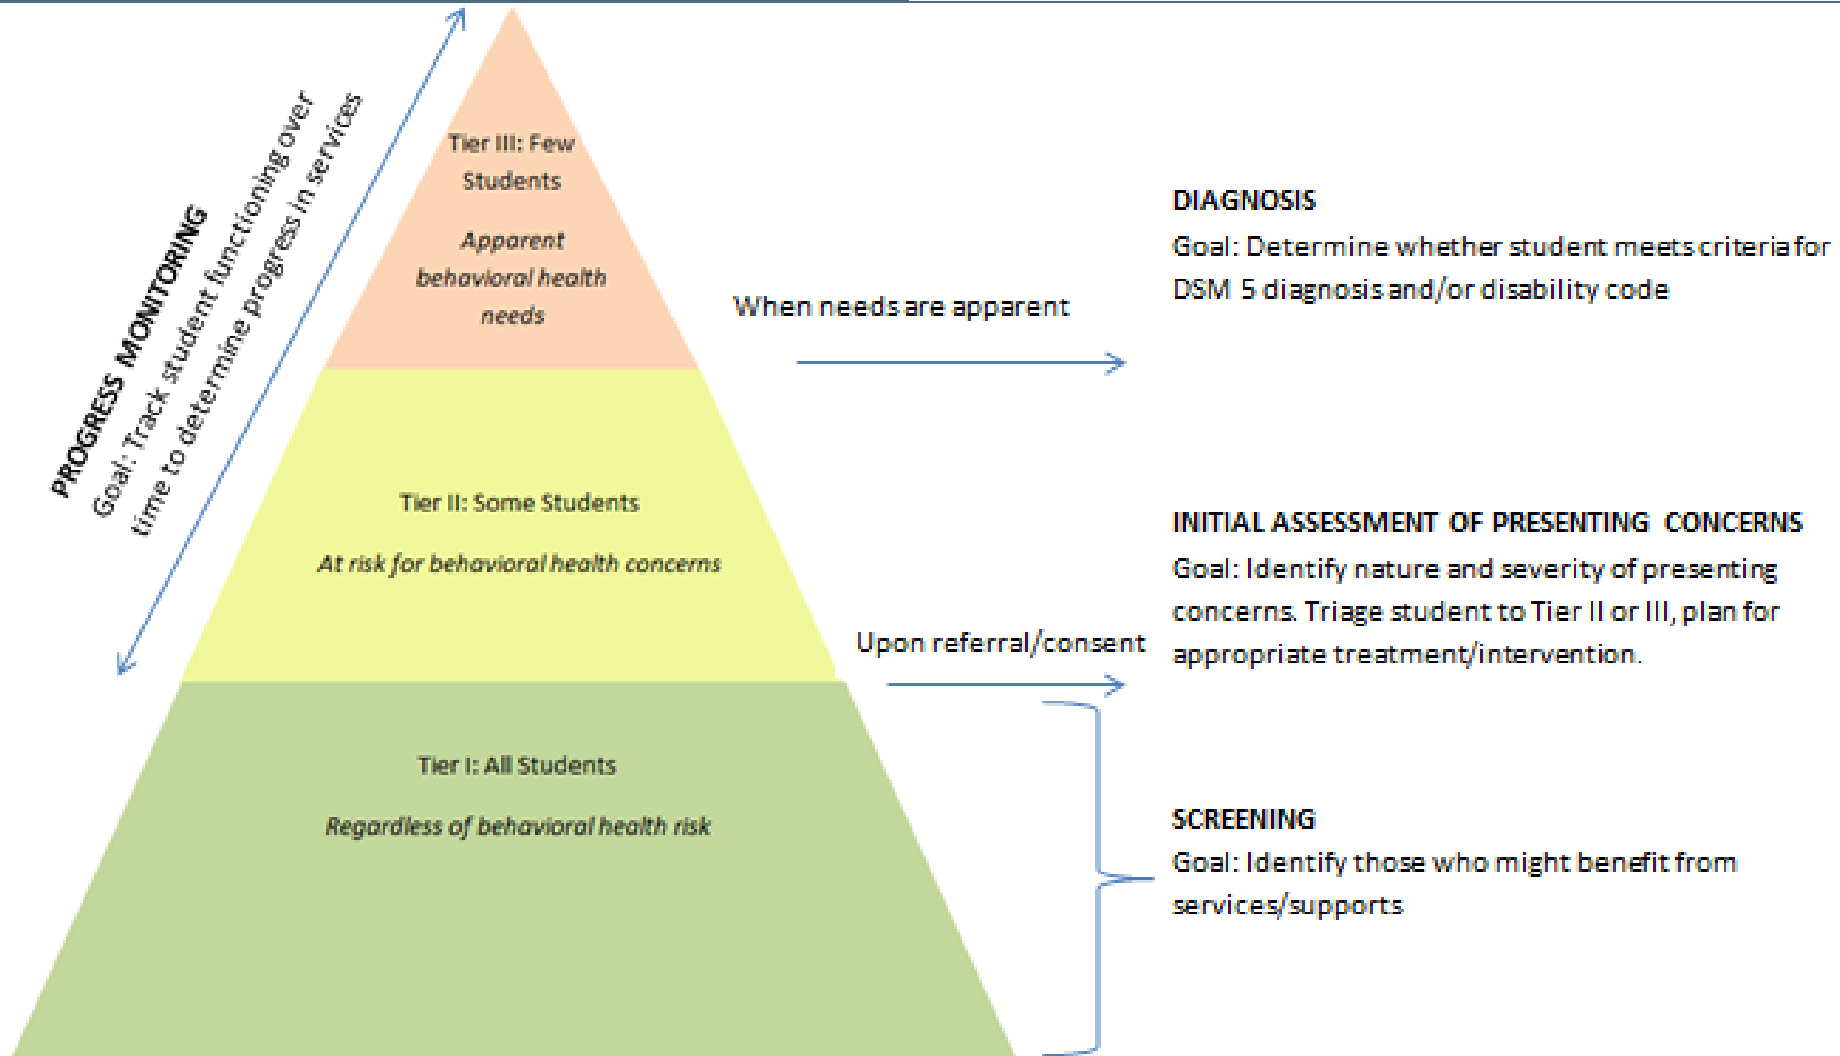 PROGRESS MONITORING
Goal: Track student functioning over
time to determine progress in services
Tier III: Few
Students
Apparent
behavioral health
needs
When needs are apparent
DIAGNOSIS
Goal: Determine whether student meets criteria for
DSM 5 diagnosis and/or disability code
Tier II: Some Students
At risk for behavioral health concerns
Upon referral/consent
INITIAL ASSESSMENT OF PRESENTING CONCERNS
Goal: Identify nature and severity of presenting
concerns. Triage student to Tier II or III, plan for
appropriate treatment/intervention.
Tier I: All Students
Regardless of behavioral health risk
SCREENING
Goal: Identify those who might benefit from
services/supports